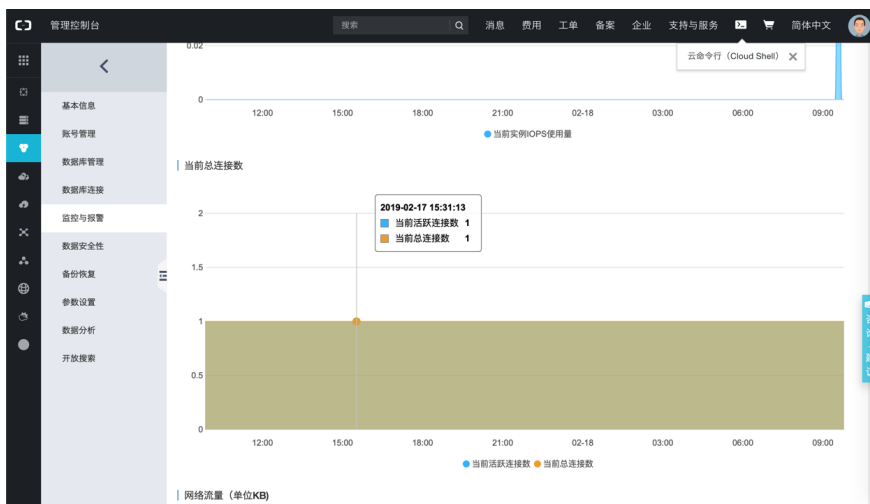 管理控制台
搜索
消息 费用 工单 备案 企业 支持与服务 简体中文
云命令行（Cloud Shell）
基本信息
账号管理
数据库管理
数据库连接
监控与报警
数据安全性
备份恢复
参数设置
数据分析
开放搜索
0.02
0
12:00 15:00 18:00 21:00 02-18 03:00 06:00 09:00
当前实例IOPS使用量
当前总连接数
2019-02-17 15:31:13
当前活跃连接数 1
当前总连接数 1
2
1.5
1
0.5
0
12:00 15:00 18:00 21:00 02-18 03:00 06:00 09:00
当前活跃连接数 当前总连接数
网络流量（单位KB)